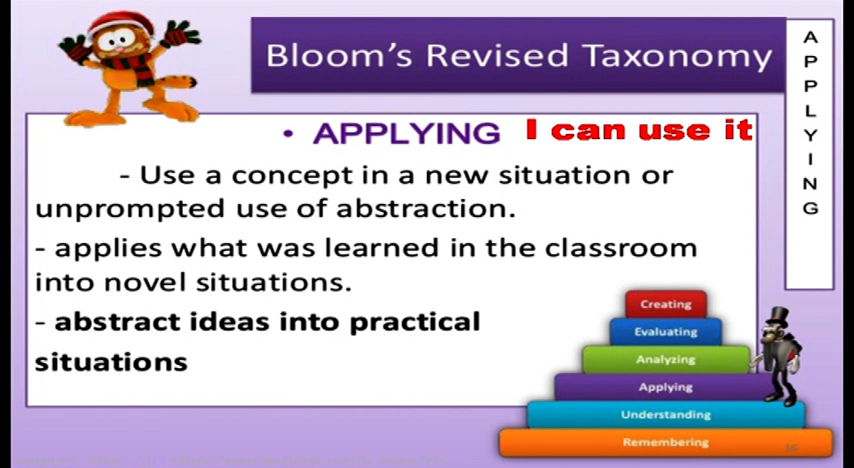 Bloom's Revised Taxonomy
• APPLYING I can use it
- Use a concept in a new situation or
unprompted use of abstraction.
- applies what was learned in the classroom
into novel situations.
- abstract ideas into practical
situations
A
P
P
L
Y
I
N
G
Creating
Evaluating
Analyzing
Applying
Understanding
Remembering